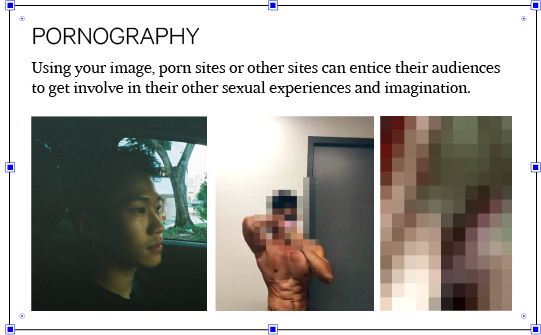 PORNOGRAPHY
Using your image, porn sites or other sites can entice their audiences
to get involve in their other sexual experiences and imagination.